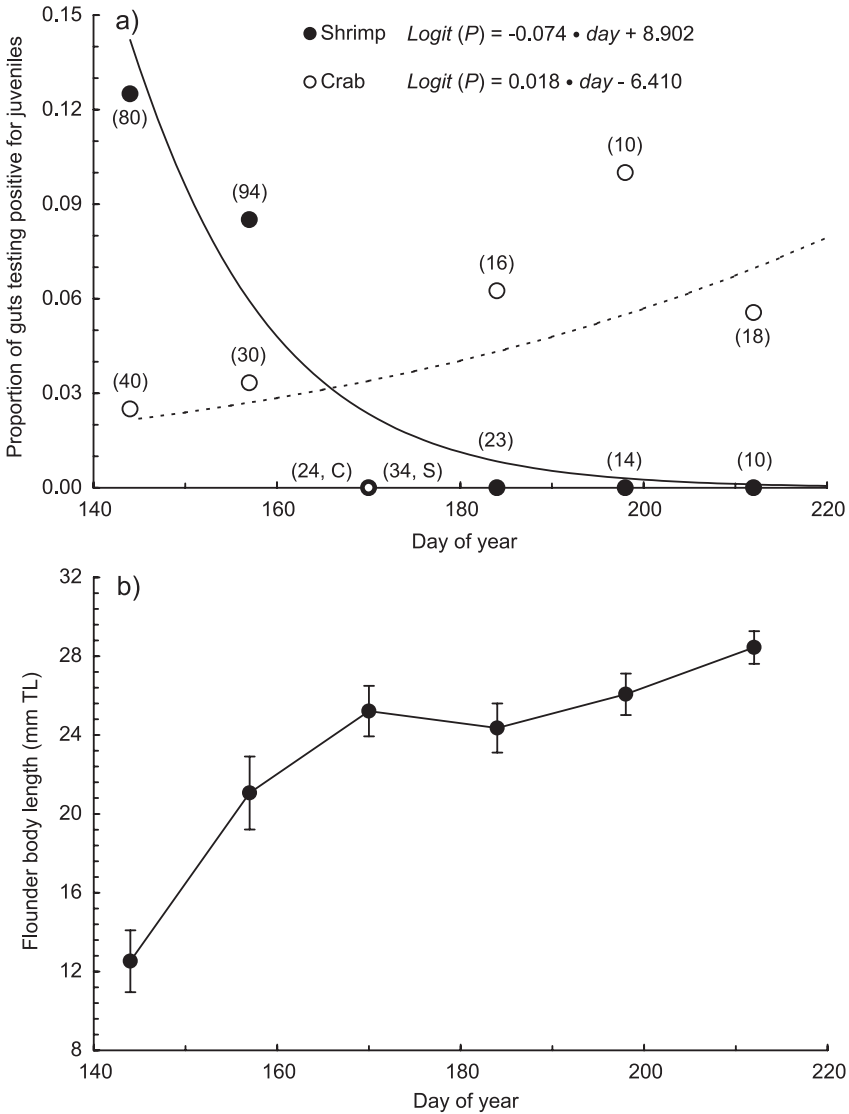 a)
Shrimp Logit (P) = -0.074 • day + 8.902
Crab Logit (P) = 0.018 • day - 6.410
Proportion of guts testing positive for juveniles
0.15
0.12
0.09
0.06
0.03
0.00
(80)
(94)
(10)
(16)
(40)
(30)
(18)
(23)
(24, C) (34, S) (14) (10)
140 160 180 200 220
Day of year
b)
Flounder body length (mm TL)
32
28
24
20
16
12
8
140 160 180 200 220
Day of year